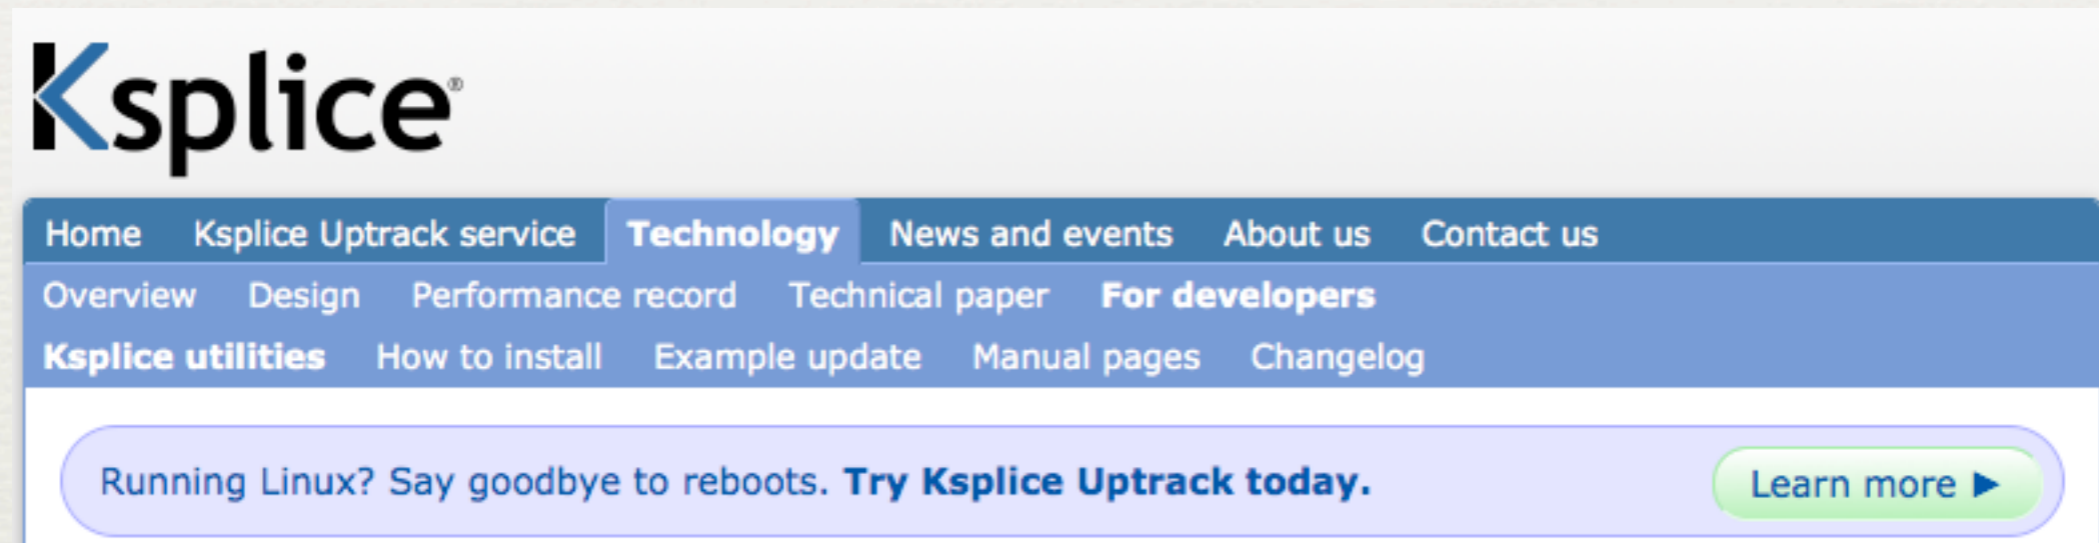 Ksplice®
Home Ksplice Uptrack service Technology News and events About us Contact us
Overview Design Performance record Technical paper For developers
Ksplice utilities How to install Example update Manual pages Changelog
Running Linux? Say goodbye to reboots. Try Ksplice Uptrack today. Learn more ▶